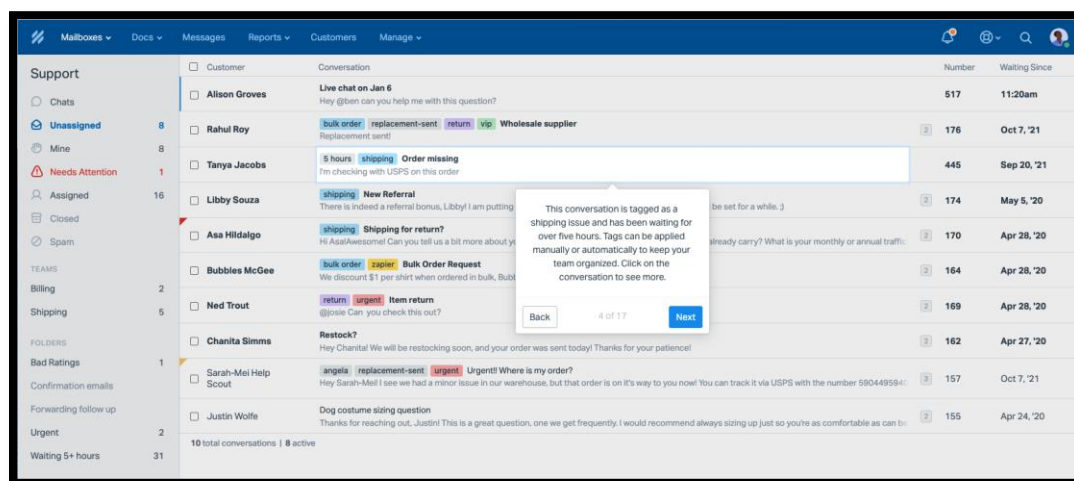 Mailboxes Docs Messages Reports Customers Manage
Support
Chats
Unassigned 8
Mine 8
Needs Attention 1
Assigned 16
Closed
Spam
TEAMS
Billing 2
Shipping 5
FOLDERS
Bad Ratings 1
Confirmation emails
Forwarding follow up
Urgent 2
Waiting 5+ hours 31
Customer Conversation Number Waiting Since
Alison Groves Live chat on Jan 6 517 11:20am
Hey @ben can you help me with this question?
Rahul Roy bulk order replacement-sent return vip Wholesale supplier 2 176 Oct 7, '21
Replacement sent!
Tanya Jacobs 5 hours shipping Order missing 445 Sep 20, '21
I'm checking with USPS on this order
Libby Souza shipping New Referral 2 174 May 5, '20
There is indeed a referral bonus, Libby! I am putting be set for a while. ;)
Asa Hildalgo shipping Shipping for return? 2 170 Apr 28, '20
Hi Asa!Awesome! Can you tell us a bit more about already carry? What is your monthly or annual traffic
Bubbles McGee bulk order zapier Bulk Order Request 2 164 Apr 28, '20
We discount $1 per shirt when ordered in bulk,
Ned Trout return urgent Item return 2 169 Apr 28, '20
@josie Can you check this out?
Chanita Simms Restock? 2 162 Apr 27, '20
Hey Chanita! We will be restocking soon, and your order was sent today! Thanks for your patience!
Sarah-Mei Help Scout angela replacement-sent urgent Urgent!! Where is my order? 3 157 Oct 7, '21
Hey Sarah-Mei! I see we had a minor issue in our warehouse, but that order is on it's way to you now! You can track it via USPS with the number
Justin Wolfe Dog costume sizing question 2 155 Apr 24, '20
Thanks for reaching out, Justin! This is a great question, one we get frequently. I would recommend always sizing up just so you're as comfortable as can
10 total conversations | 8 active
This conversation is tagged as a
shipping issue and has been waiting for
over five hours. Tags can be applied
manually or automatically to keep your
team organized. Click on the
conversation to see more.
Back 4 of 17 Next